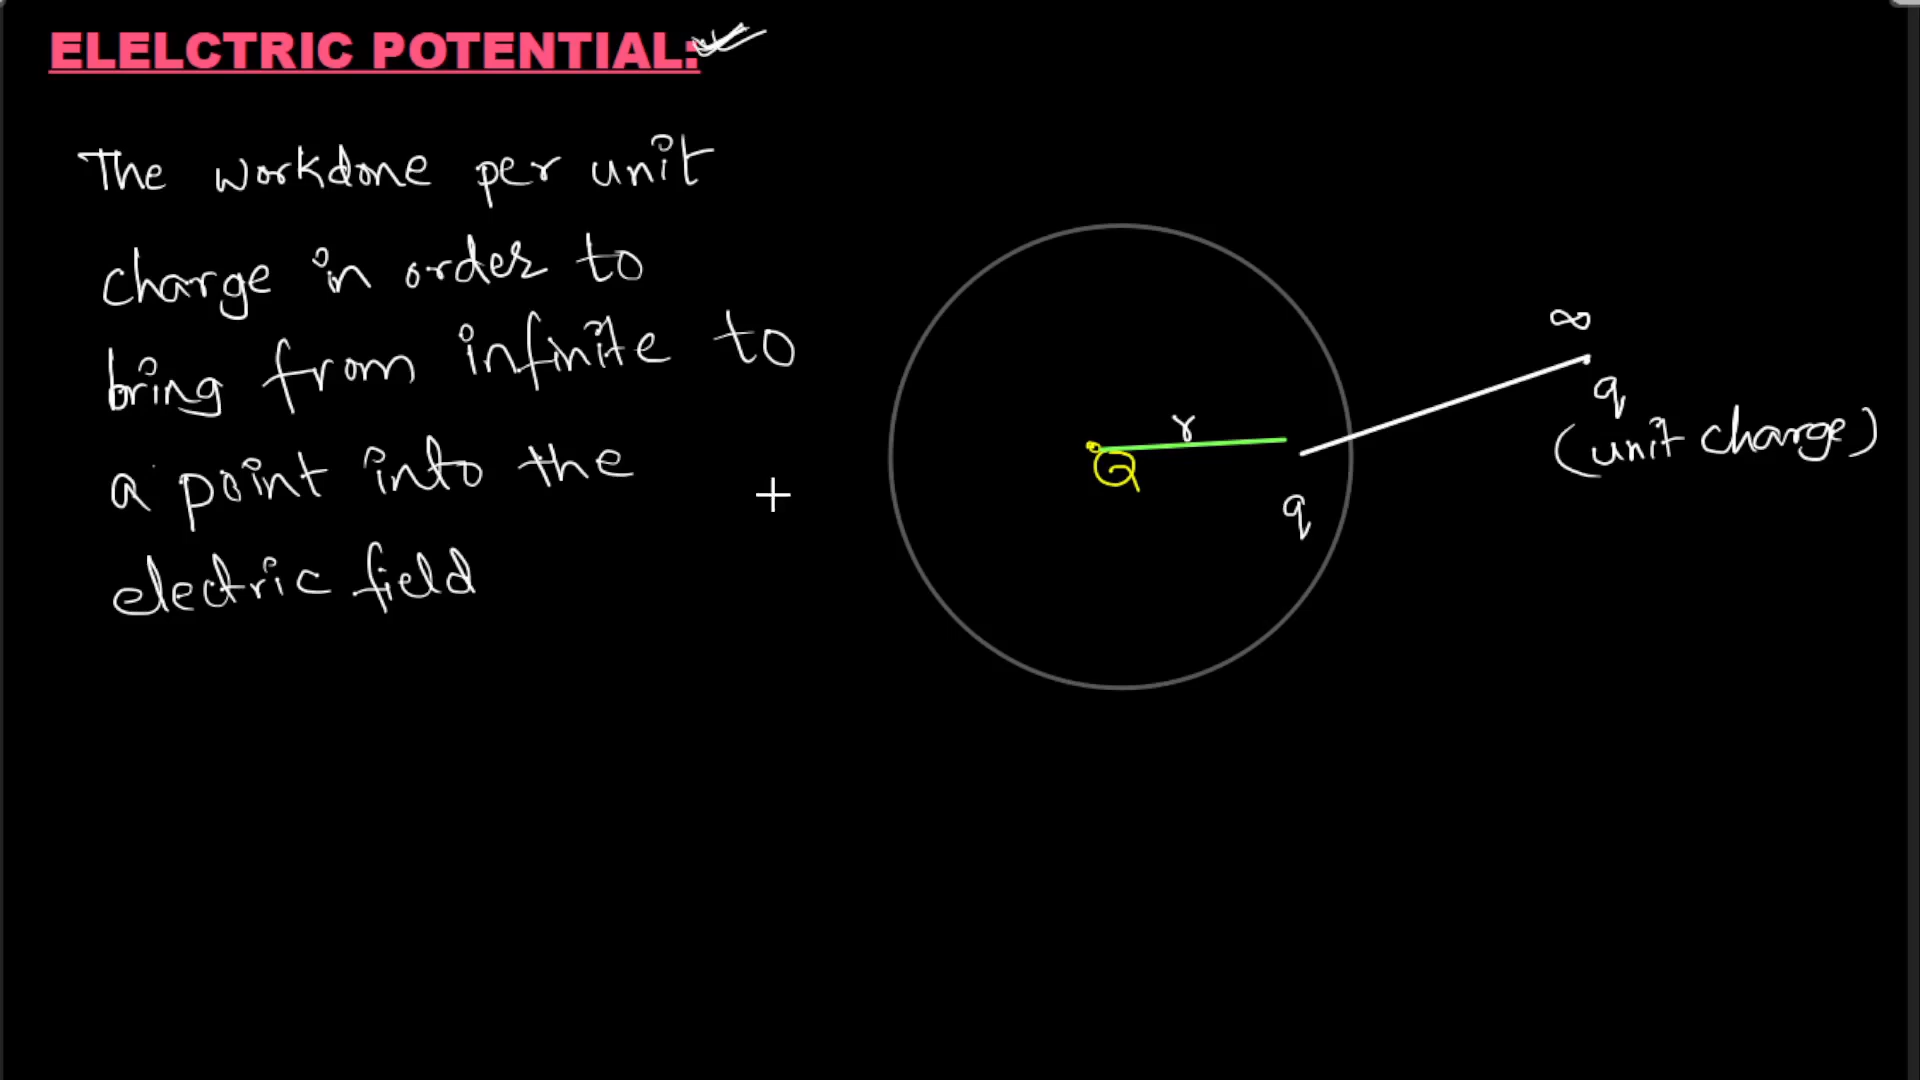 ELELCTRIC POTENTIAL:
The workdone per unit
charge in order to
bring from infinite to
a point into the
electric field
∞
q
(unit charge)
r
Q
q